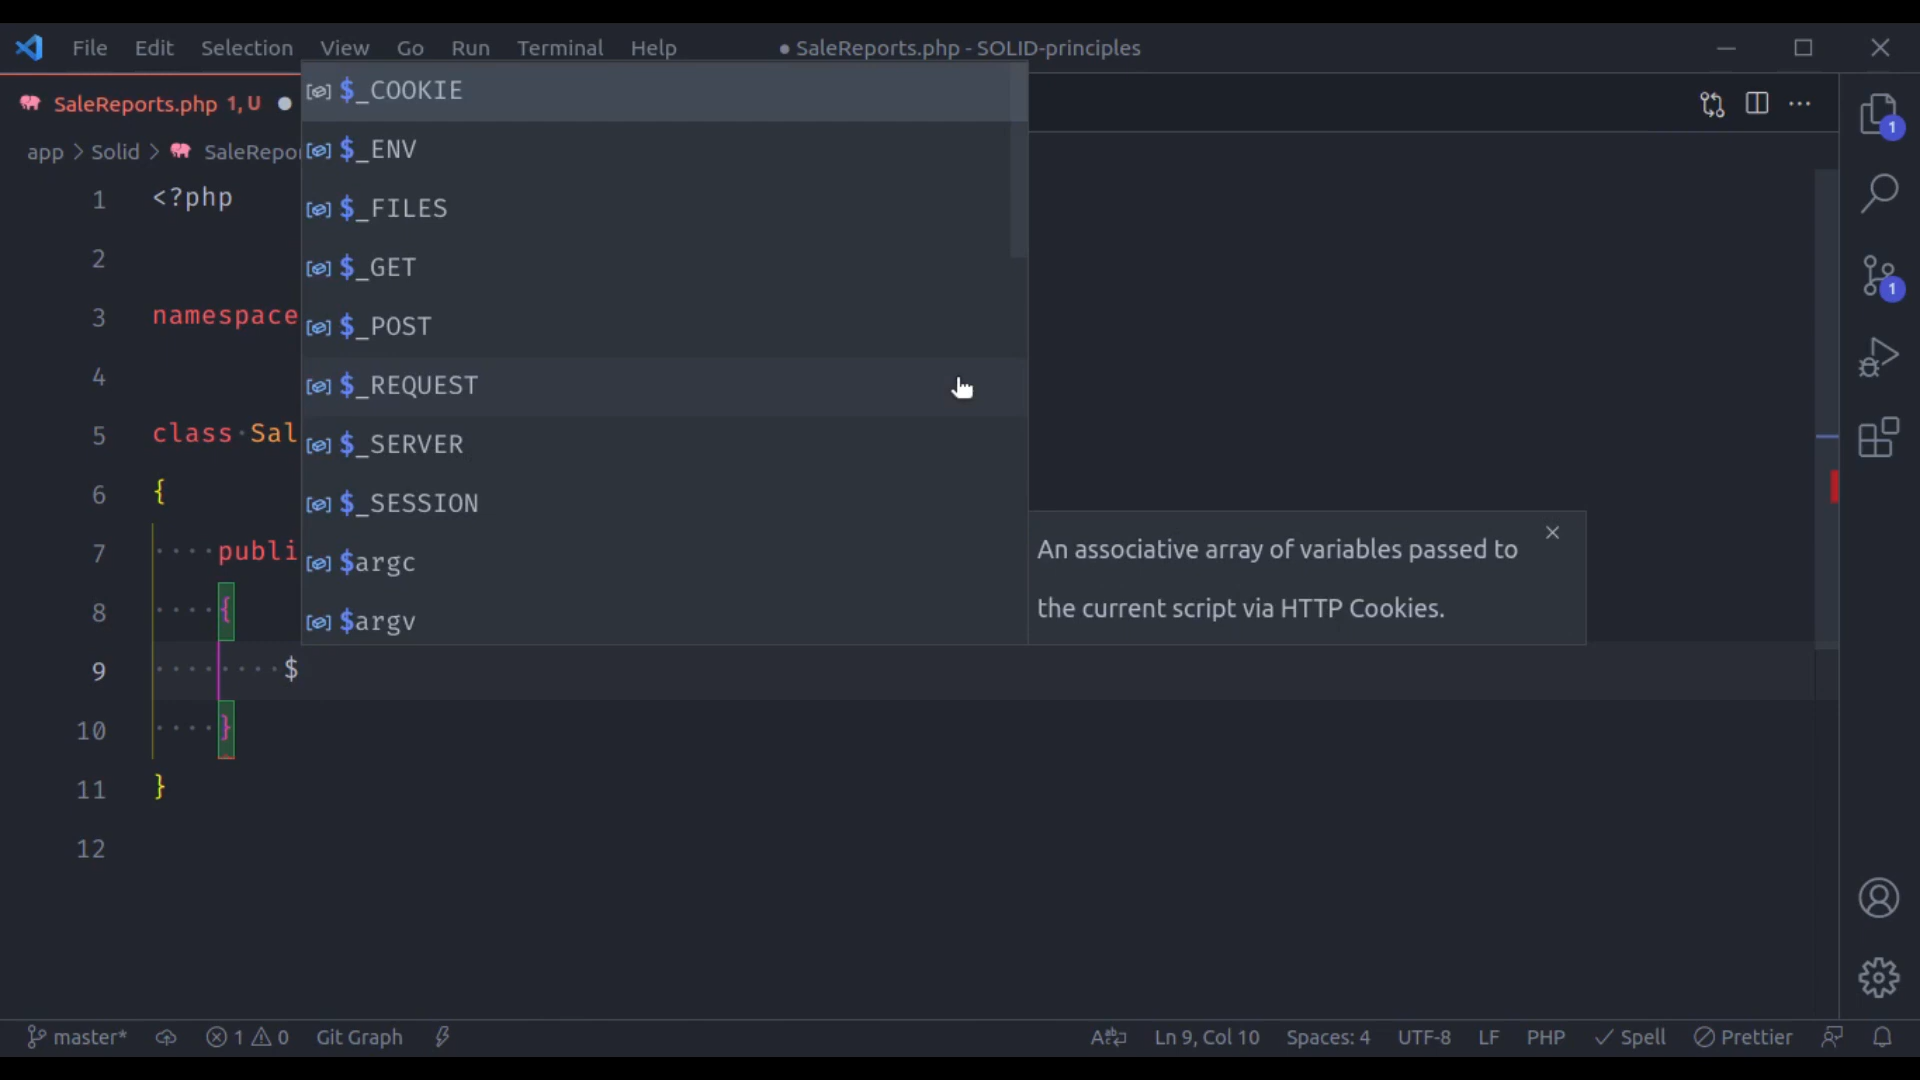 File Edit Selection View Go Run Terminal Help ● SaleReports.php - SOLID-principles
SaleReports.php 1, U ●
app > Solid > SaleRepor
1 <?php
2
3 namespace
4
5 class Sal
6 {
7 publi
8 {
9 $
10 }
11 }
12
$_COOKIE
$_ENV
$_FILES
$_GET
$_POST
$_REQUEST
$_SERVER
$_SESSION
$argc
$argv
An associative array of variables passed to
the current script via HTTP Cookies.
1
1
master* 1 0 Git Graph Ln 9, Col 10 Spaces: 4 UTF-8 LF PHP Spell Prettier